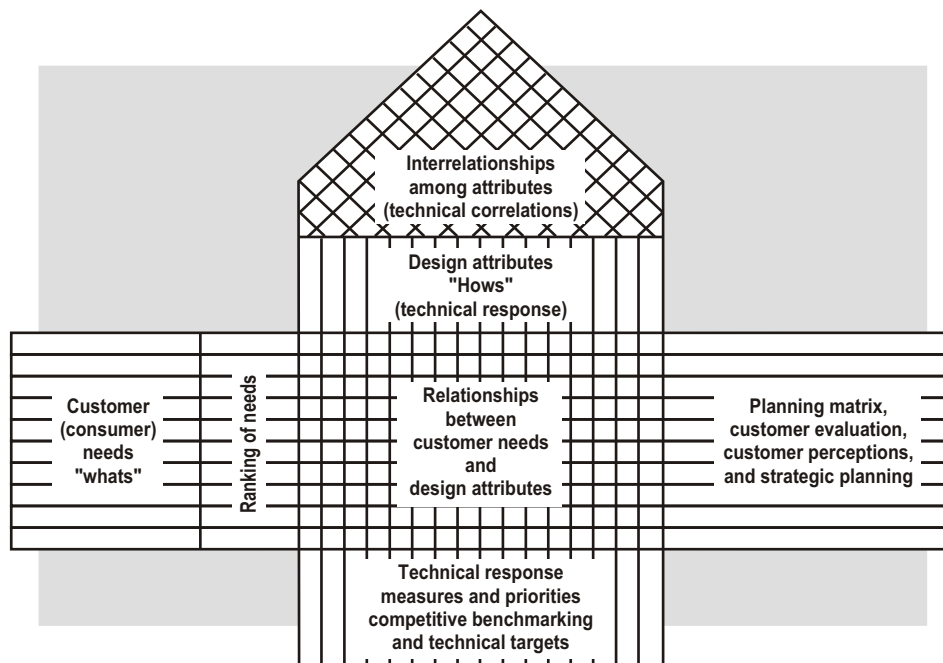 Interrelationships
among attributes
(technical correlations)
Design attributes
"Hows"
(technical response)
Customer
(consumer)
needs
"whats"
Ranking of needs
Relationships
between
customer needs
and
design attributes
Planning matrix,
customer evaluation,
customer perceptions,
and strategic planning
Technical response
measures and priorities
competitive benchmarking
and technical targets